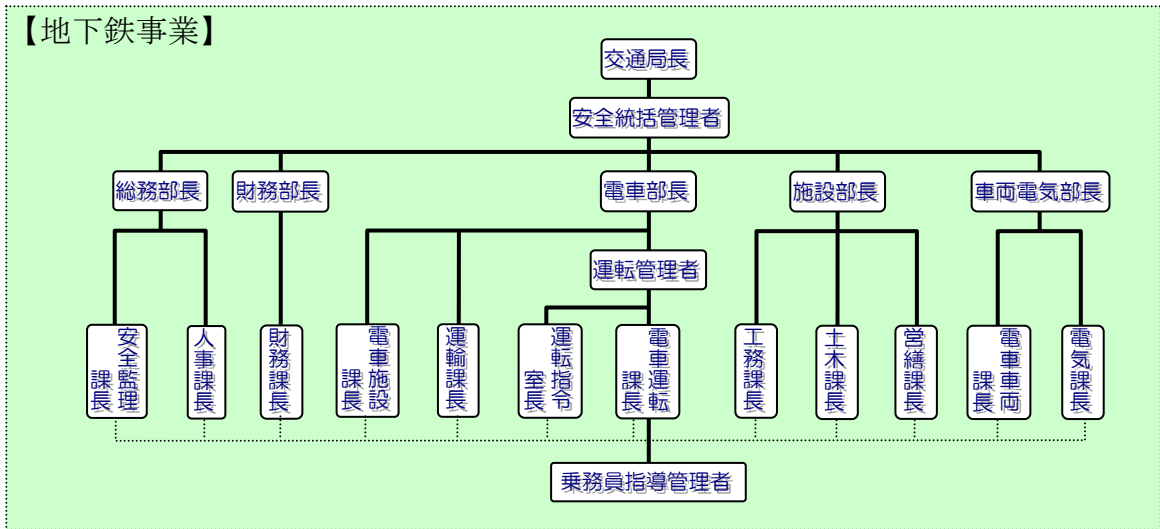 【地下鉄事業】
交通局長
安全統括管理者
総務部長
財務部長
電車部長
施設部長
車両電気部長
運転管理者
安全監理
課長
人事課長
財務課長
電車施設
課長
運輸課長
運転指令
室長
電車運転
課長
工務課長
土木課長
営繕課長
電車車両
課長
電気課長
乗務員指導管理者